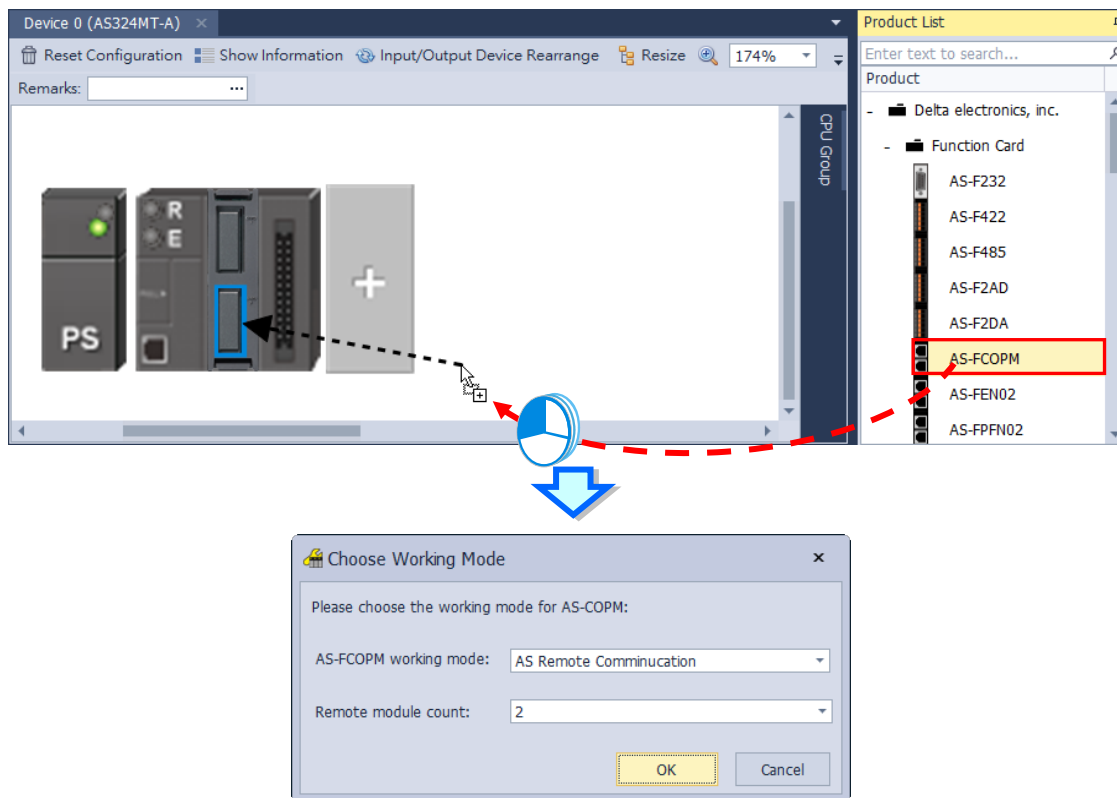 Device 0 (AS324MT-A)
Product List
Reset Configuration Show Information Input/Output Device Rearrange Resize 174%
Enter text to search...
Remarks: ...
Product
CPU Group
- Delta electronics, inc.
- Function Card
AS-F232
AS-F422
AS-F485
AS-F2AD
AS-F2DA
AS-FCOPM
AS-FEN02
AS-FPFN02
R
E
PS
Choose Working Mode
Please choose the working mode for AS-COPM:
AS-FCOPM working mode: AS Remote Comminucation
Remote module count: 2
OK Cancel